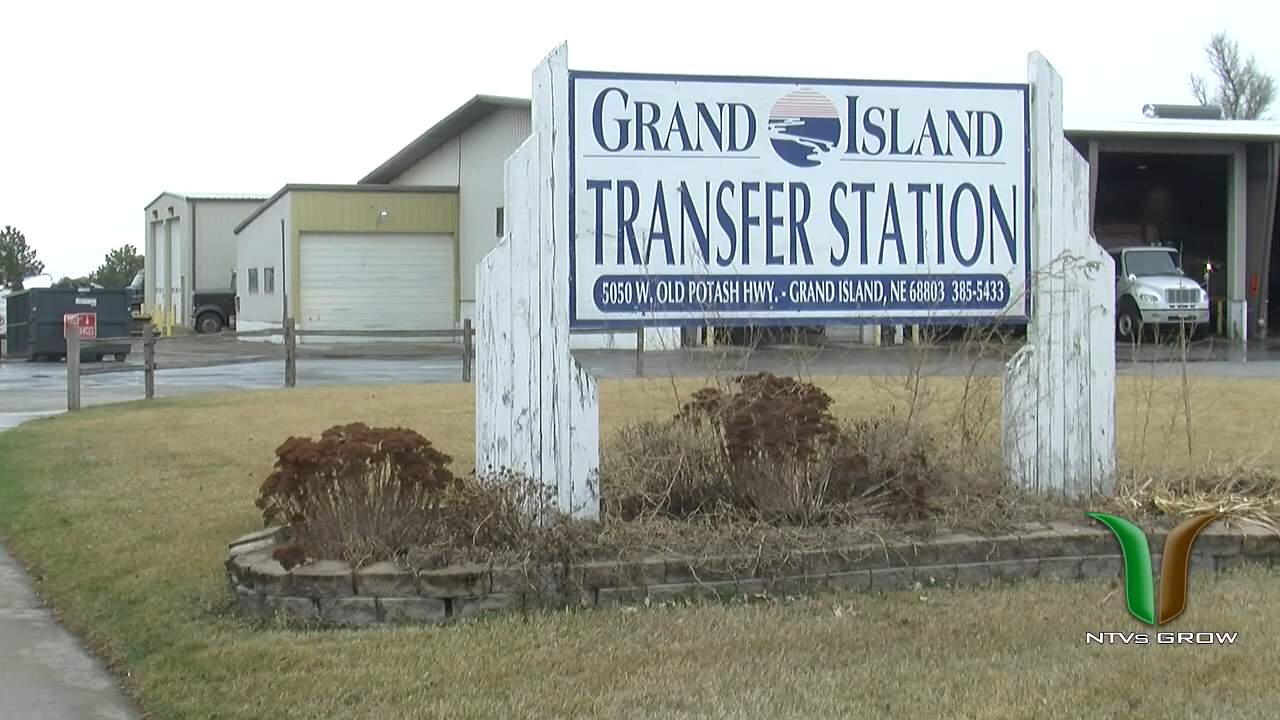 GRAND ISLAND
TRANSFER STATION
5050 W. OLD POTASH HWY. - GRAND ISLAND, NE 68803 385-5433
NTVs GROW